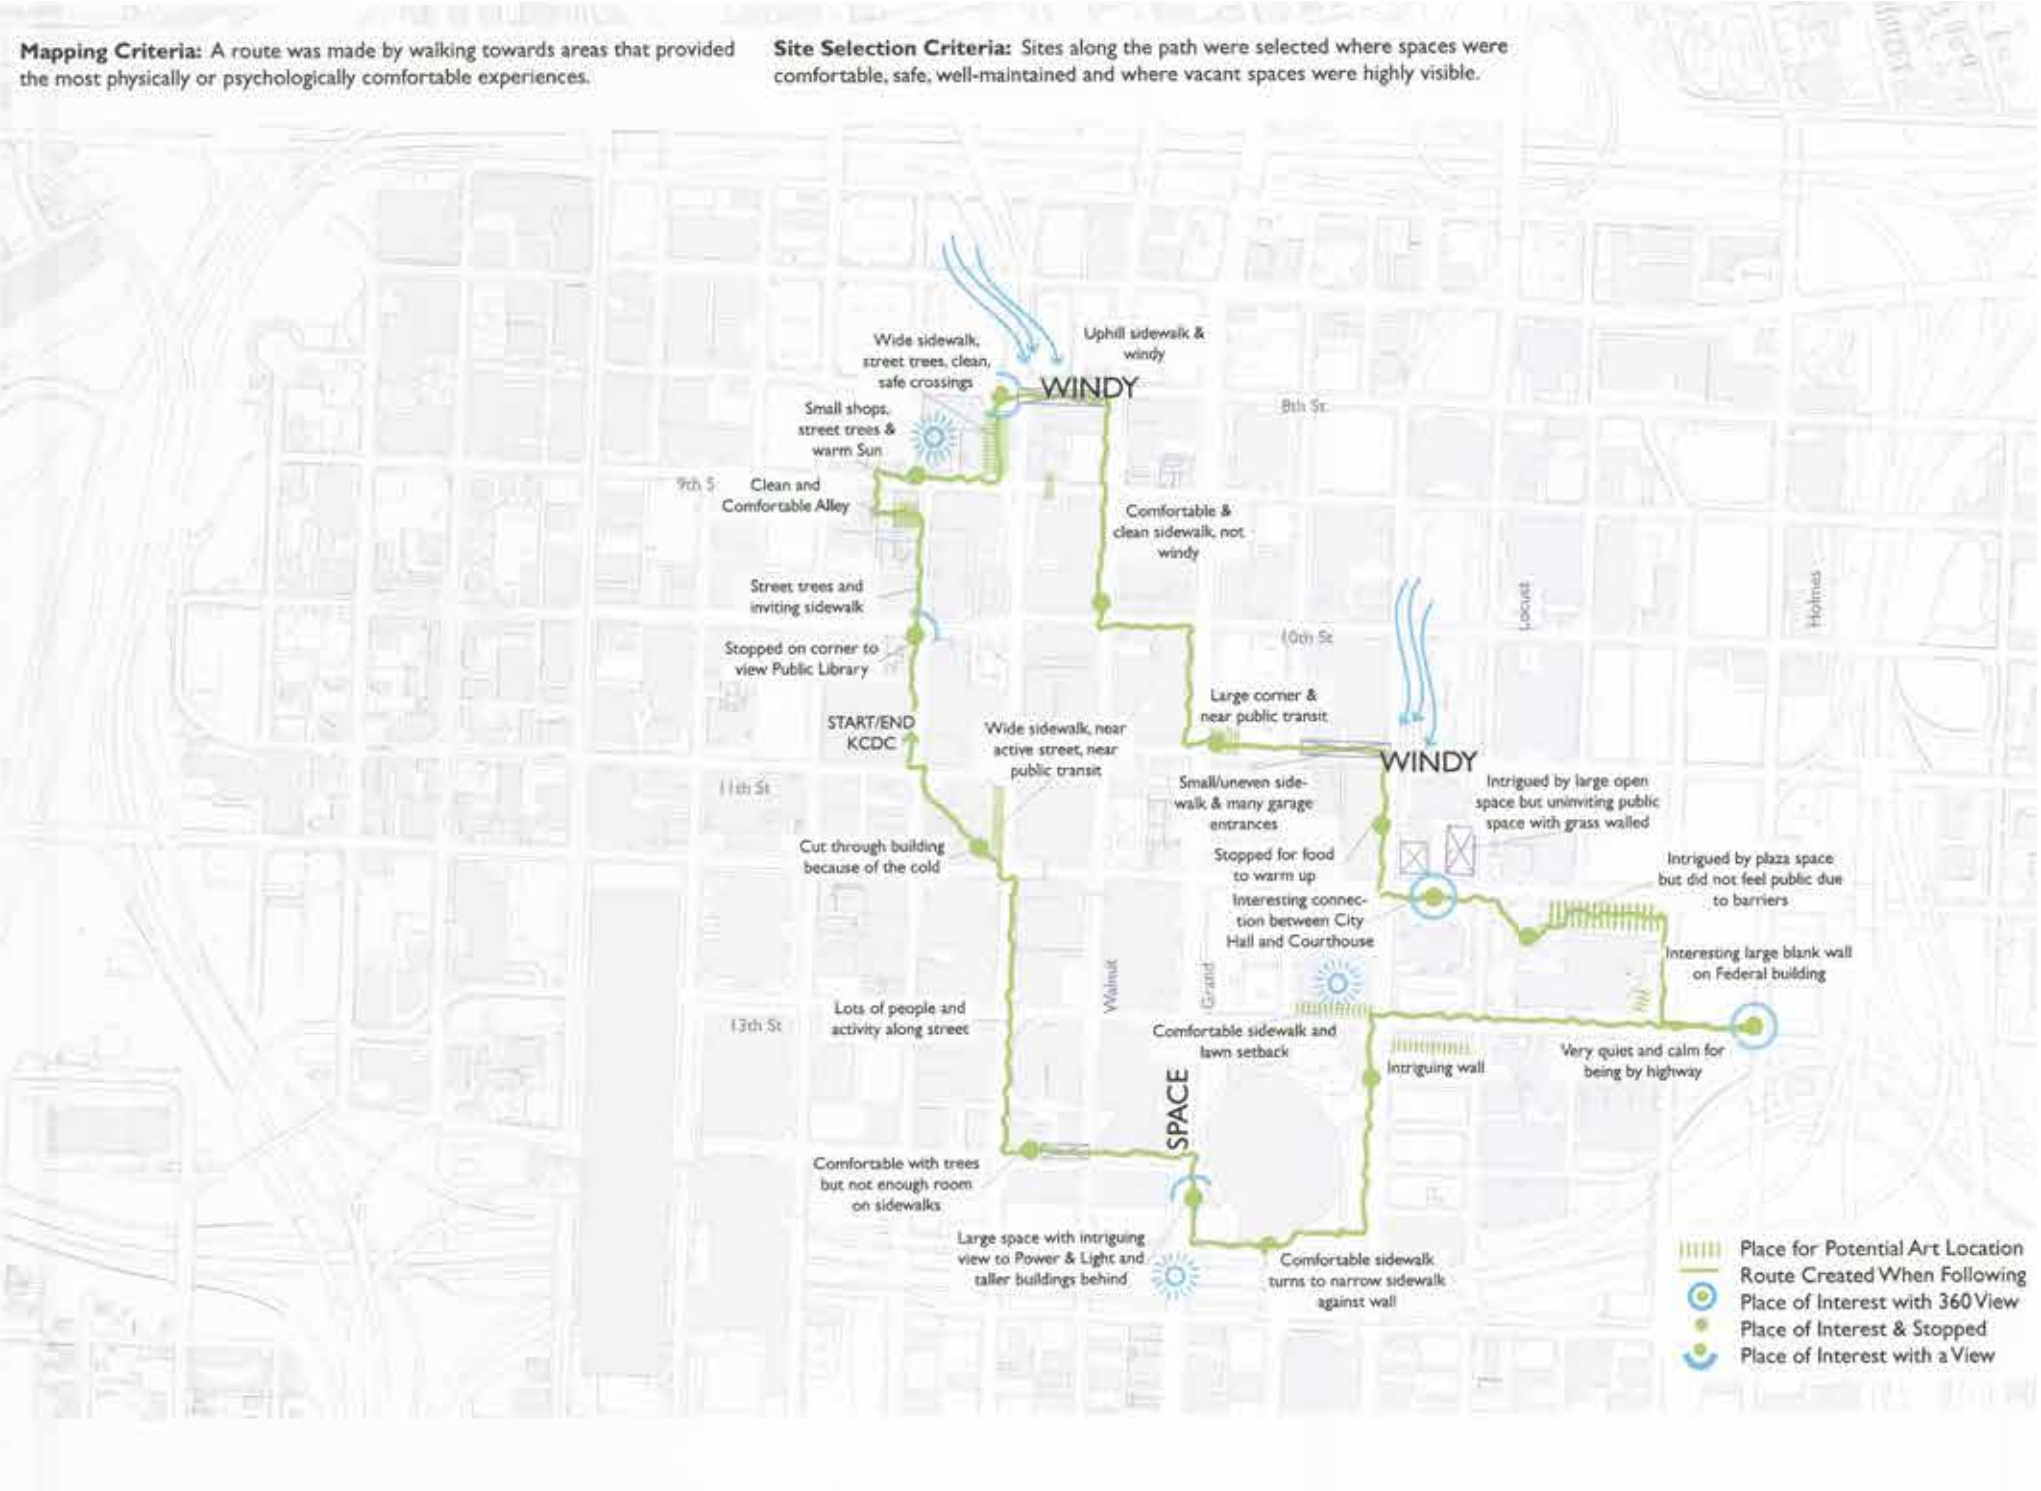 Mapping Criteria: A route was made by walking towards areas that provided
the most physically or psychologically comfortable experiences.
Site Selection Criteria: Sites along the path were selected where spaces were
comfortable, safe, well-maintained and where vacant spaces were highly visible.
Wide sidewalk,
street trees, clean,
safe crossings
Uphill sidewalk &
windy
WINDY
8th St
Small shops,
street trees &
warm Sun
9th S
Clean and
Comfortable Alley
Comfortable &
clean sidewalk, not
windy
Street trees and
inviting sidewalk
Locust
Holmes
10th St
Stopped on corner to
view Public Library
Large corner &
near public transit
START/END
KCDC
Wide sidewalk, near
active street, near
public transit
WINDY
11th St
Small/uneven side-
walk & many garage
entrances
Intrigued by large open
space but uninviting public
space with grass walled
Cut through building
because of the cold
Stopped for food
to warm up
Intrigued by plaza space
but did not feel public due
to barriers
Interesting connec-
tion between City
Hall and Courthouse
Interesting large blank wall
on Federal building
Walnut
Grand
Lots of people and
activity along street
13th St
Comfortable sidewalk and
lawn setback
Intriguing wall
Very quiet and calm for
being by highway
SPACE
Comfortable with trees
but not enough room
on sidewalks
Large space with intriguing
view to Power & Light and
taller buildings behind
Comfortable sidewalk
turns to narrow sidewalk
against wall
Place for Potential Art Location
Route Created When Following
Place of Interest with 360 View
Place of Interest & Stopped
Place of Interest with a View